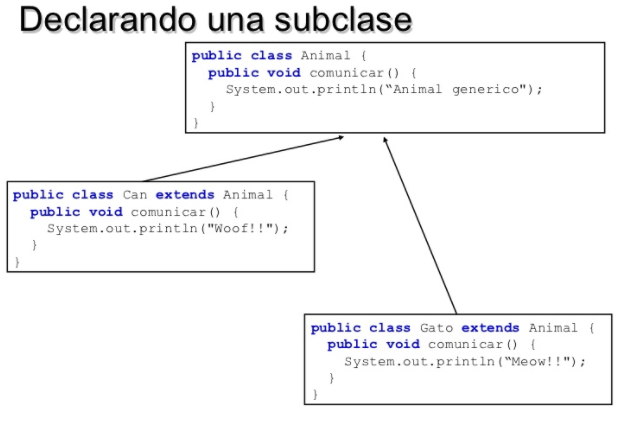 Declarando una subclase
public class Animal {
public void comunicar() {
System.out.println(“Animal generico");
}
}
public class Can extends Animal {
public void comunicar() {
System.out.println("Woof!!");
}
}
public class Gato extends Animal {
public void comunicar() {
System.out.println(“Meow!!");
}
}